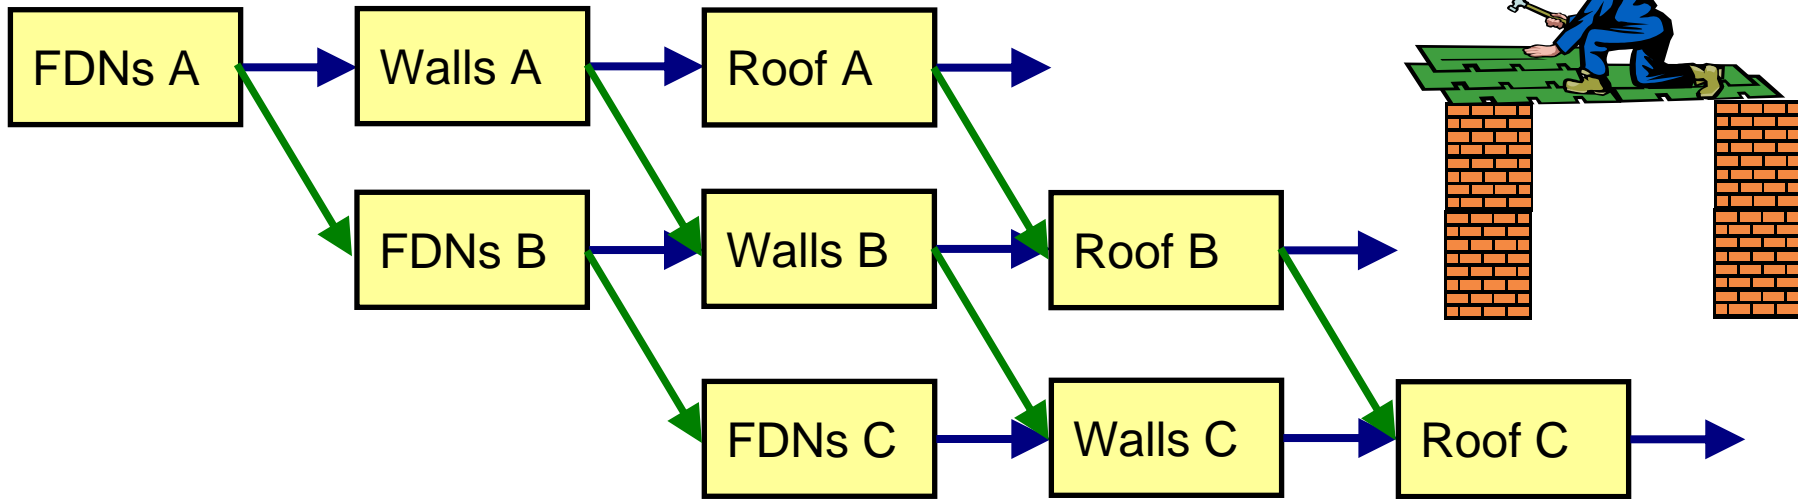 FDNs A
Walls A
Roof A
FDNs B
Walls B
Roof B
FDNs C
Walls C
Roof C